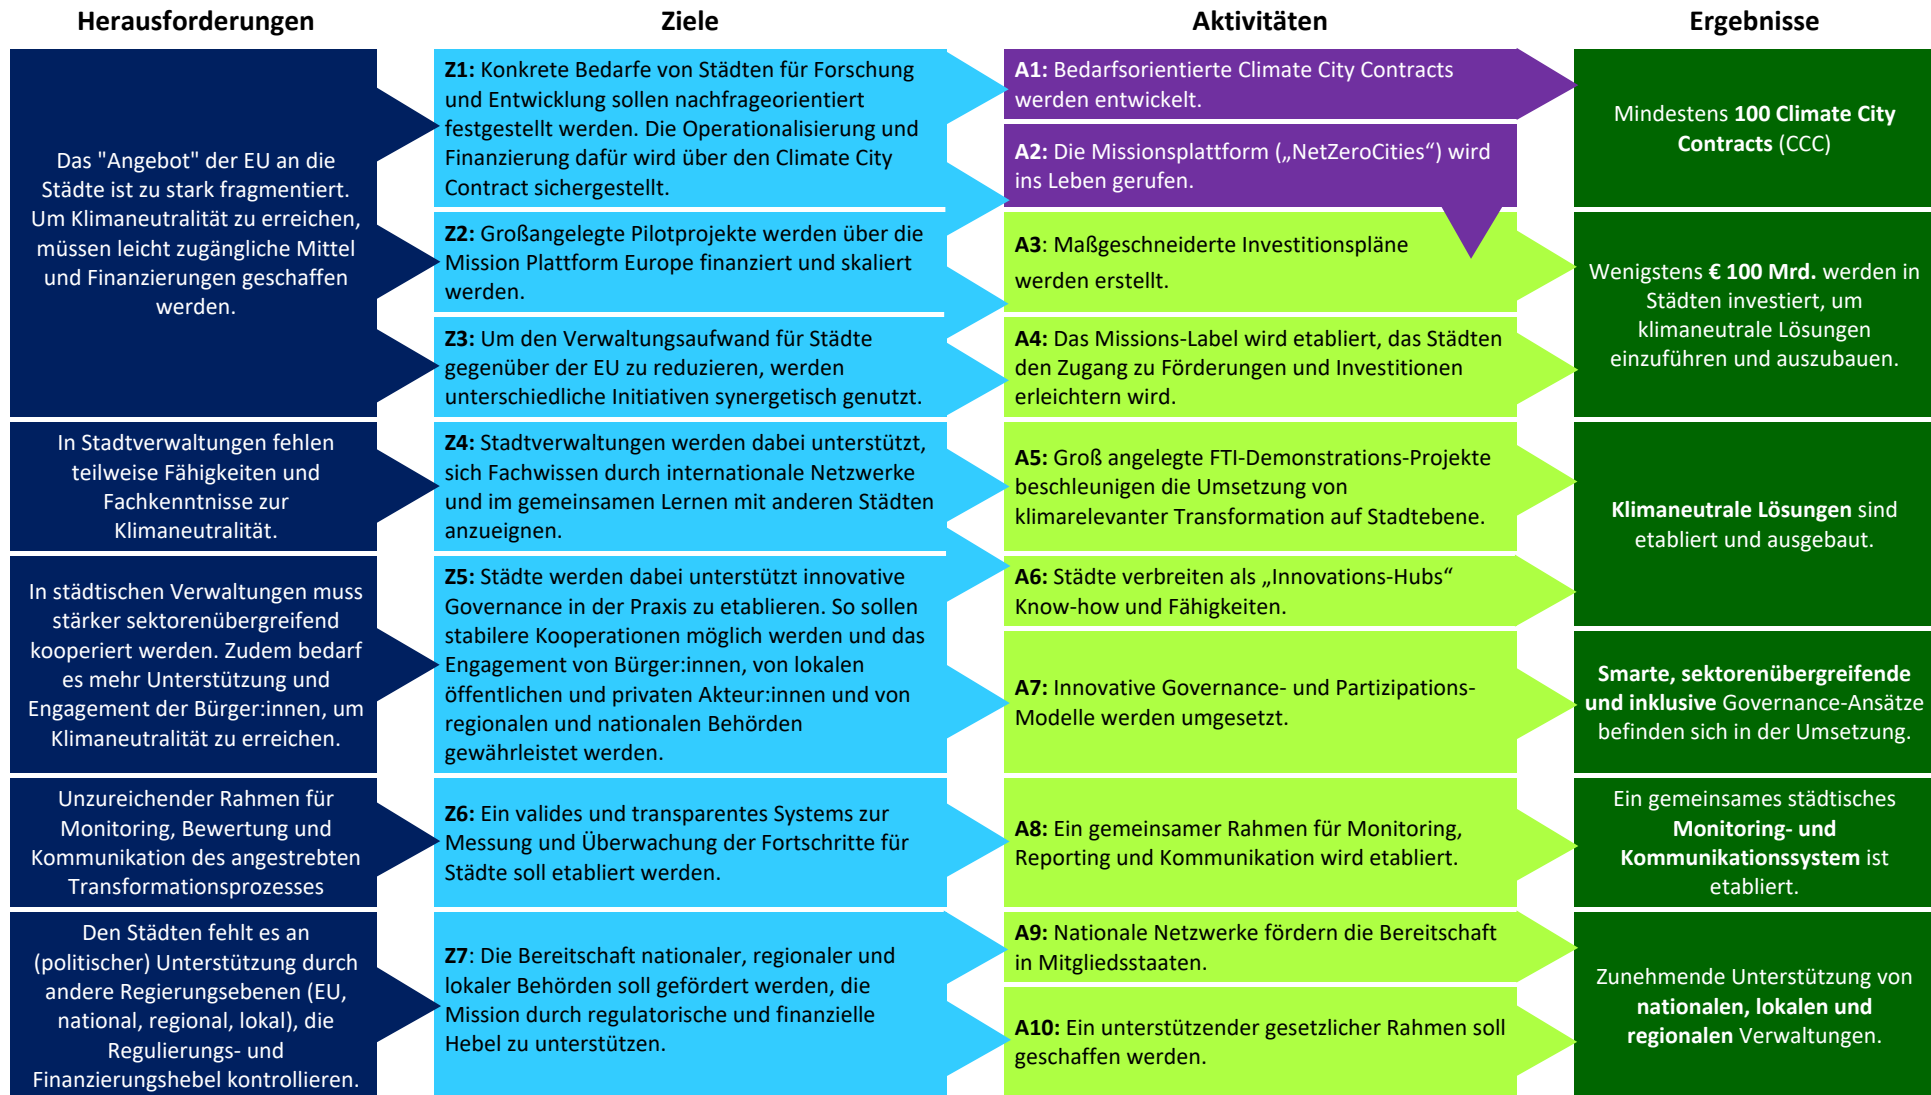 Herausforderungen
Ziele
Aktivitäten
Ergebnisse
Das "Angebot" der EU an die
Städte ist zu stark fragmentiert.
Um Klimaneutralität zu erreichen,
müssen leicht zugängliche Mittel
und Finanzierungen geschaffen
werden.
In Stadtverwaltungen fehlen
teilweise Fähigkeiten und
Fachkenntnisse zur
Klimaneutralität.
In städtischen Verwaltungen muss
stärker sektorenübergreifend
kooperiert werden. Zudem bedarf
es mehr Unterstützung und
Engagement der Bürger:innen, um
Klimaneutralität zu erreichen.
Unzureichender Rahmen für
Monitoring, Bewertung und
Kommunikation des angestrebten
Transformationsprozesses
Den Städten fehlt es an
(politischer) Unterstützung durch
andere Regierungsebenen (EU,
national, regional, lokal), die
Regulierungs- und
Finanzierungshebel kontrollieren.
Z1: Konkrete Bedarfe von Städten für Forschung
und Entwicklung sollen nachfrageorientiert
festgestellt werden. Die Operationalisierung und
Finanzierung dafür wird über den Climate City
Contract sichergestellt.
Z2: Großangelegte Pilotprojekte werden über die
Mission Plattform Europe finanziert und skaliert
werden.
Z3: Um den Verwaltungsaufwand für Städte
gegenüber der EU zu reduzieren, werden
unterschiedliche Initiativen synergetisch genutzt.
Z4: Stadtverwaltungen werden dabei unterstützt,
sich Fachwissen durch internationale Netzwerke
und im gemeinsamen Lernen mit anderen Städten
anzueignen.
Z5: Städte werden dabei unterstützt innovative
Governance in der Praxis zu etablieren. So sollen
stabilere Kooperationen möglich werden und das
Engagement von Bürger:innen, von lokalen
öffentlichen und privaten Akteur:innen und von
regionalen und nationalen Behörden
gewährleistet werden.
Z6: Ein valides und transparentes Systems zur
Messung und Überwachung der Fortschritte für
Städte soll etabliert werden.
Z7: Die Bereitschaft nationaler, regionaler und
lokaler Behörden soll gefördert werden, die
Mission durch regulatorische und finanzielle
Hebel zu unterstützen.
A1: Bedarfsorientierte Climate City Contracts
werden entwickelt.
A2: Die Missionsplattform („NetZeroCities“) wird
ins Leben gerufen.
A3: Maßgeschneiderte Investitionspläne
werden erstellt.
A4: Das Missions-Label wird etabliert, das Städten
den Zugang zu Förderungen und Investitionen
erleichtern wird.
A5: Groß angelegte FTI-Demonstrations-Projekte
beschleunigen die Umsetzung von
klimarelevanter Transformation auf Stadtebene.
A6: Städte verbreiten als „Innovations-Hubs“
Know-how und Fähigkeiten.
A7: Innovative Governance- und Partizipations-
Modelle werden umgesetzt.
A8: Ein gemeinsamer Rahmen für Monitoring,
Reporting und Kommunikation wird etabliert.
A9: Nationale Netzwerke fördern die Bereitschaft
in Mitgliedsstaaten.
A10: Ein unterstützender gesetzlicher Rahmen soll
geschaffen werden.
Mindestens 100 Climate City
Contracts (CCC)
Wenigstens € 100 Mrd. werden in
Städten investiert, um
klimaneutrale Lösungen
einzuführen und auszubauen.
Klimaneutrale Lösungen sind
etabliert und ausgebaut.
Smarte, sektorenübergreifende
und inklusive Governance-Ansätze
befinden sich in der Umsetzung.
Ein gemeinsames städtisches
Monitoring- und
Kommunikationssystem ist
etabliert.
Zunehmende Unterstützung von
nationalen, lokalen und
regionalen Verwaltungen.